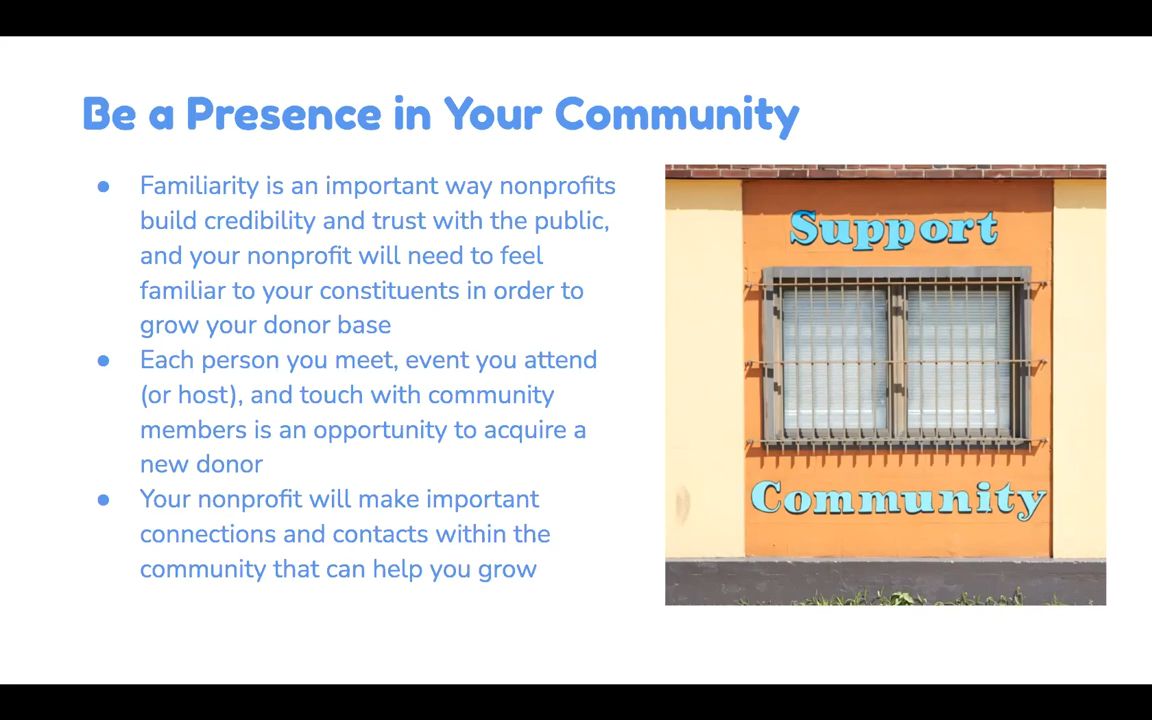 Be a Presence in Your Community
● Familiarity is an important way nonprofits
build credibility and trust with the public,
and your nonprofit will need to feel
familiar to your constituents in order to
grow your donor base
● Each person you meet, event you attend
(or host), and touch with community
members is an opportunity to acquire a
new donor
● Your nonprofit will make important
connections and contacts within the
community that can help you grow
Support
Community